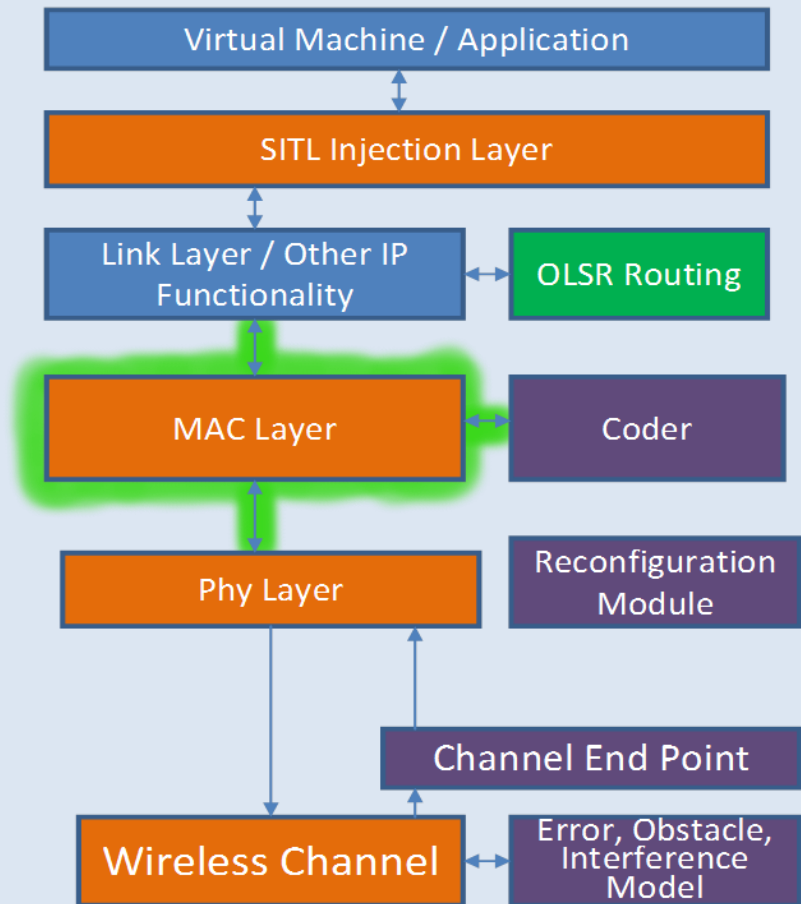 Virtual Machine / Application
SITL Injection Layer
Link Layer / Other IP
Functionality
OLSR Routing
MAC Layer
Coder
Phy Layer
Reconfiguration
Module
Channel End Point
Wireless Channel
Error, Obstacle,
Interference
Model